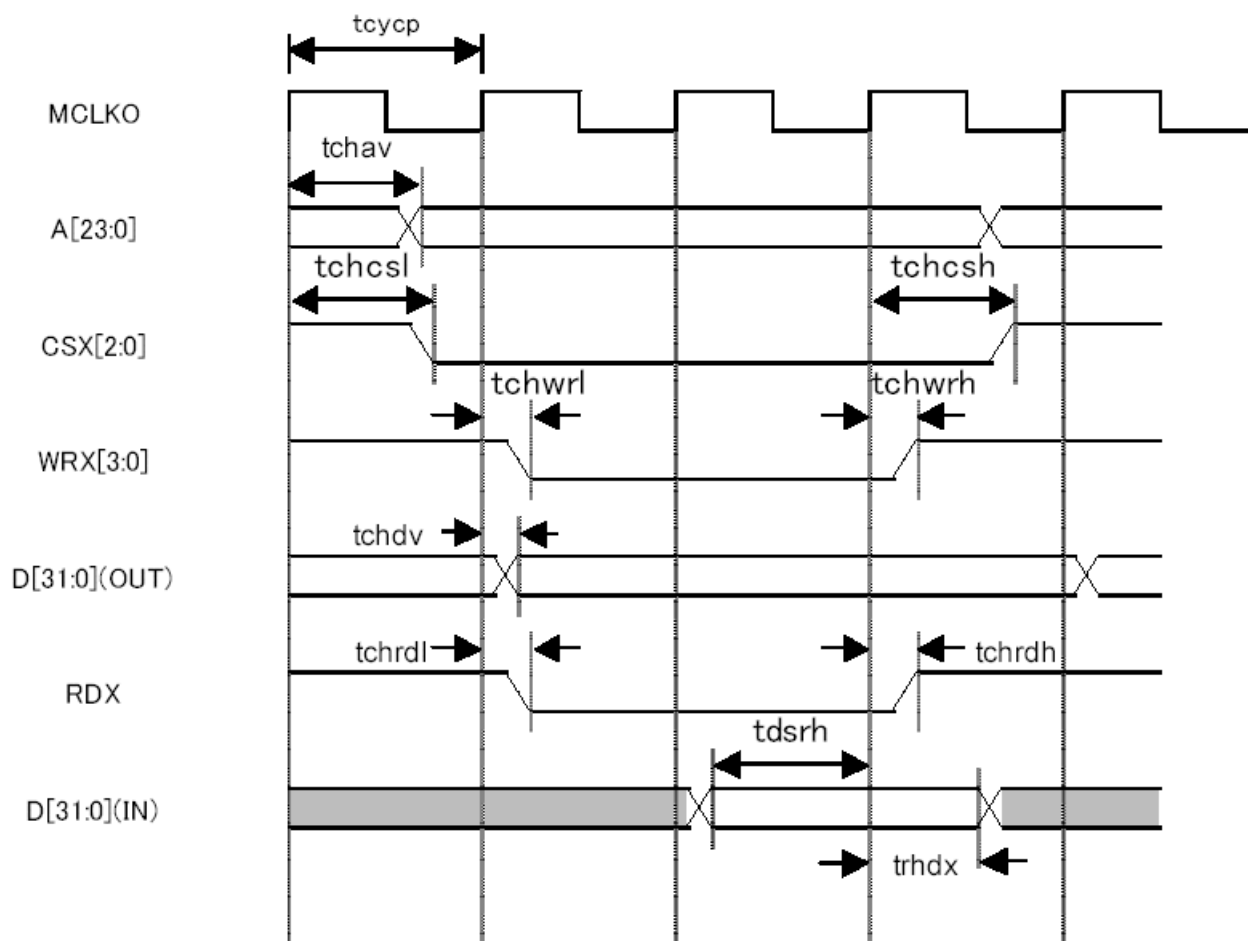 tcycp
MCLKO
tchav
A[23:0]
tchcsl
tchcsh
CSX[2:0]
tchwrl
tchwrh
WRX[3:0]
tchdv
D[31:0](OUT)
tchrdl
tchrdh
RDX
tdsrh
D[31:0](IN)
trhdx